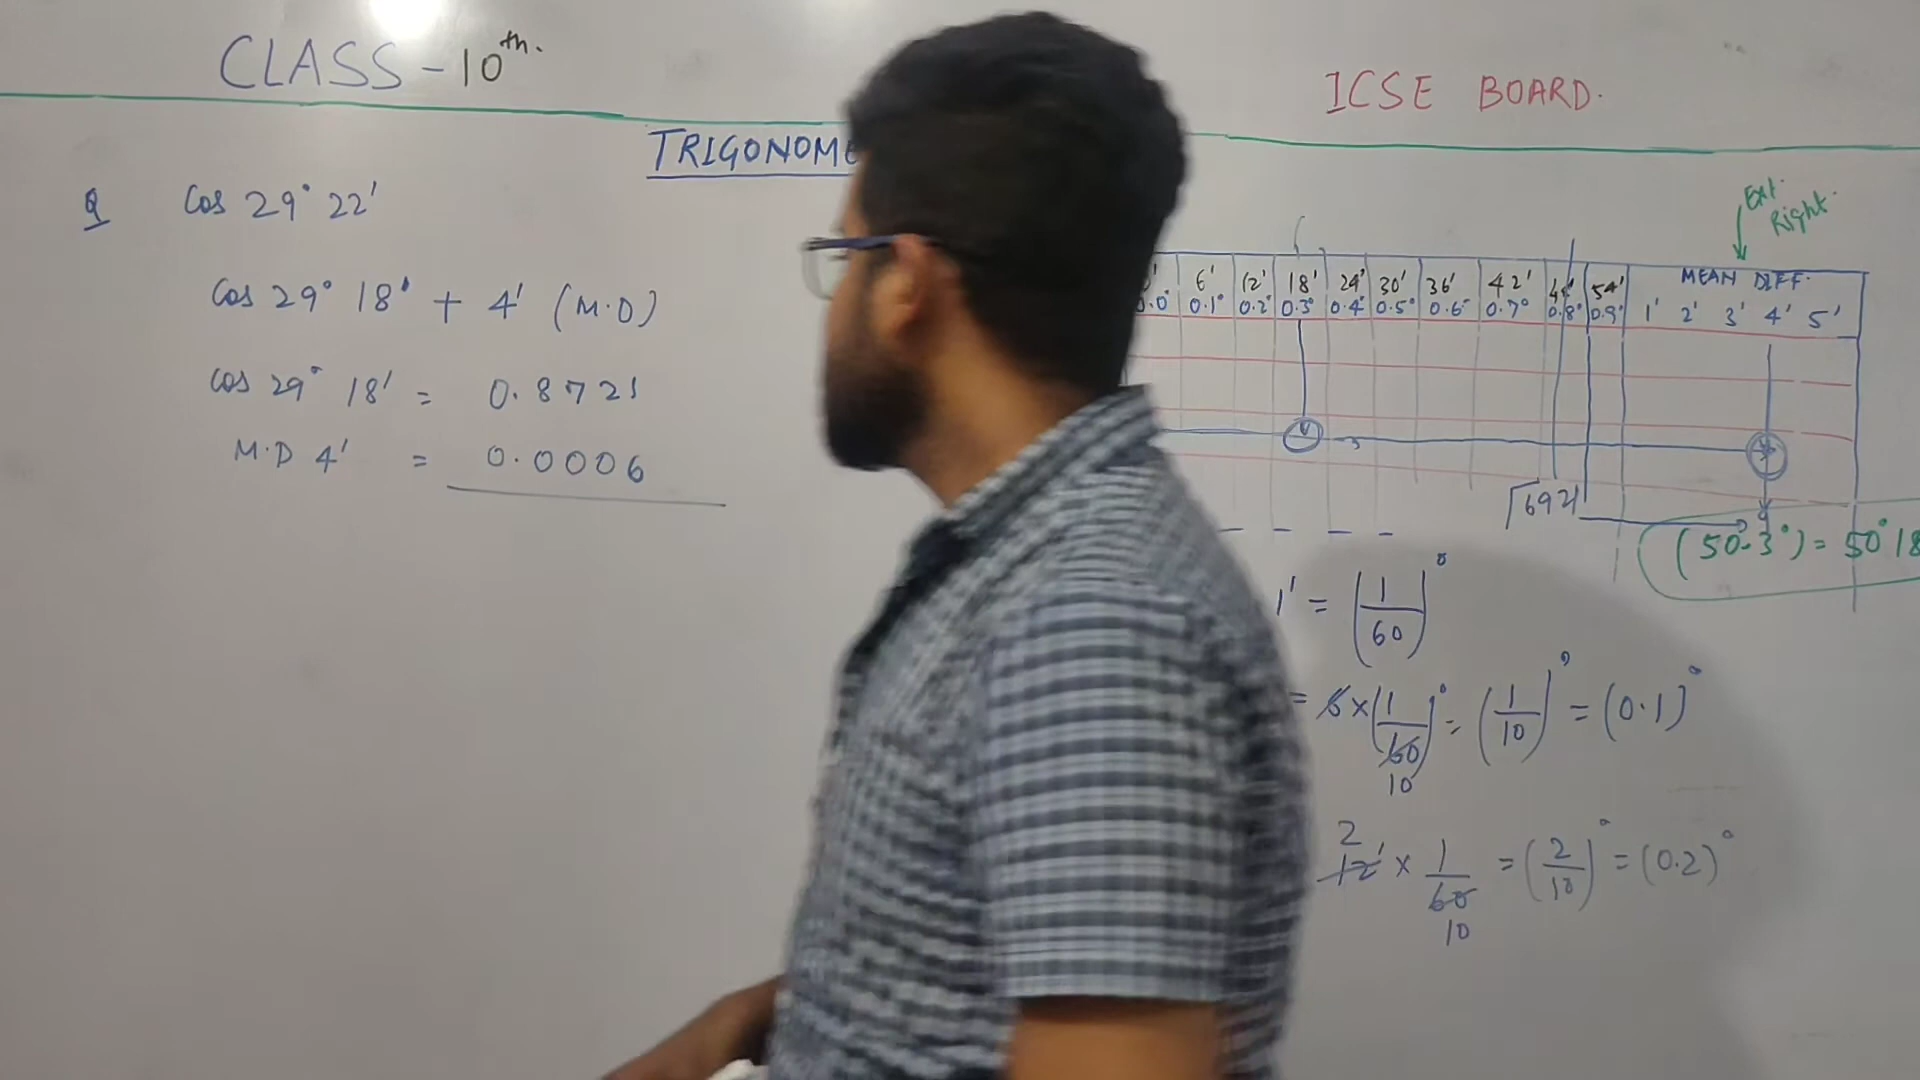 CLASS - 10th.
ICSE BOARD.
TRIGONOME
Q Cos 29° 22'
Cos 29° 18' + 4' (M.D)
Cos 29° 18' = 0.8721
M.D 4' = 0.0006
Ext. Right.
6' 12' 18' 24' 30' 36' 42' 48' 54' MEAN DIFF.
0.0° 0.1° 0.2° 0.3° 0.4° 0.5° 0.6° 0.7° 0.8° 0.9° 1' 2' 3' 4' 5'
6921
(50.3°) = 50° 18
1' = (1/60)°
= 6 × (1/60)° = (1/10)° = (0.1)°
10
2
12' × 1/60 = (2/10)° = (0.2)°
10